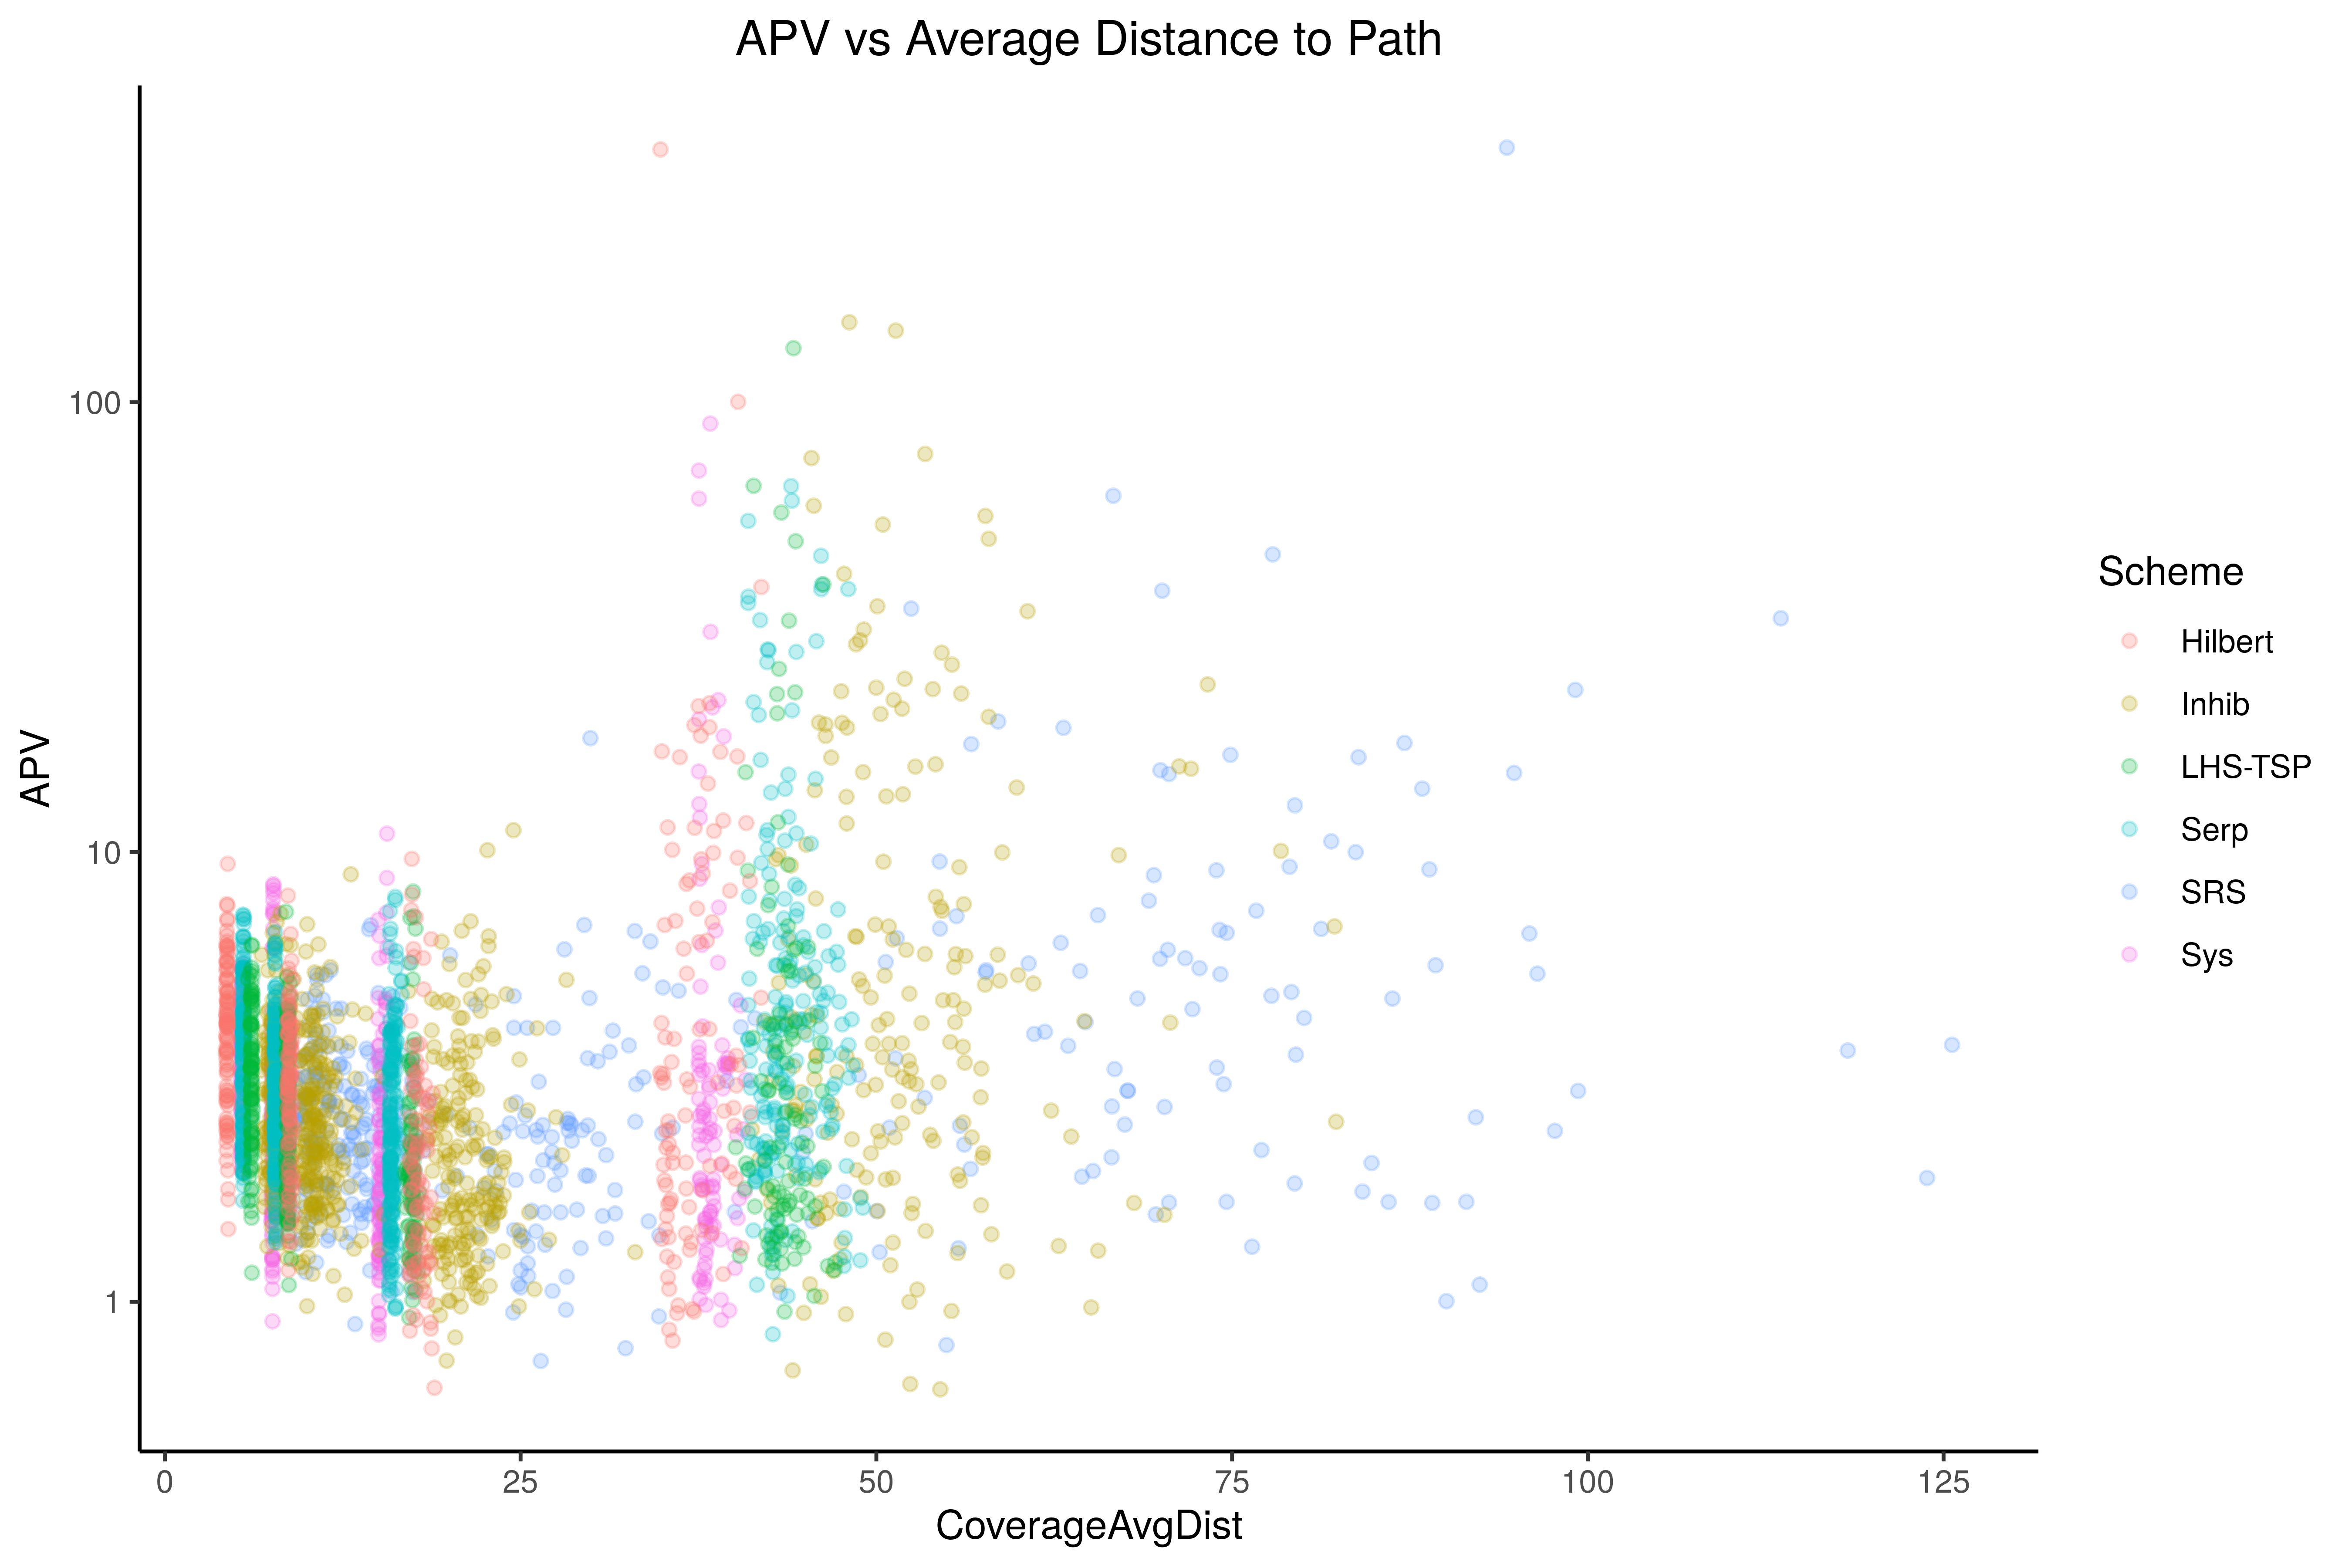 APV vs Average Distance to Path
APV
100
10
1
0
25
50
75
100
125
CoverageAvgDist
Scheme
Hilbert
Inhib
LHS-TSP
Serp
SRS
Sys